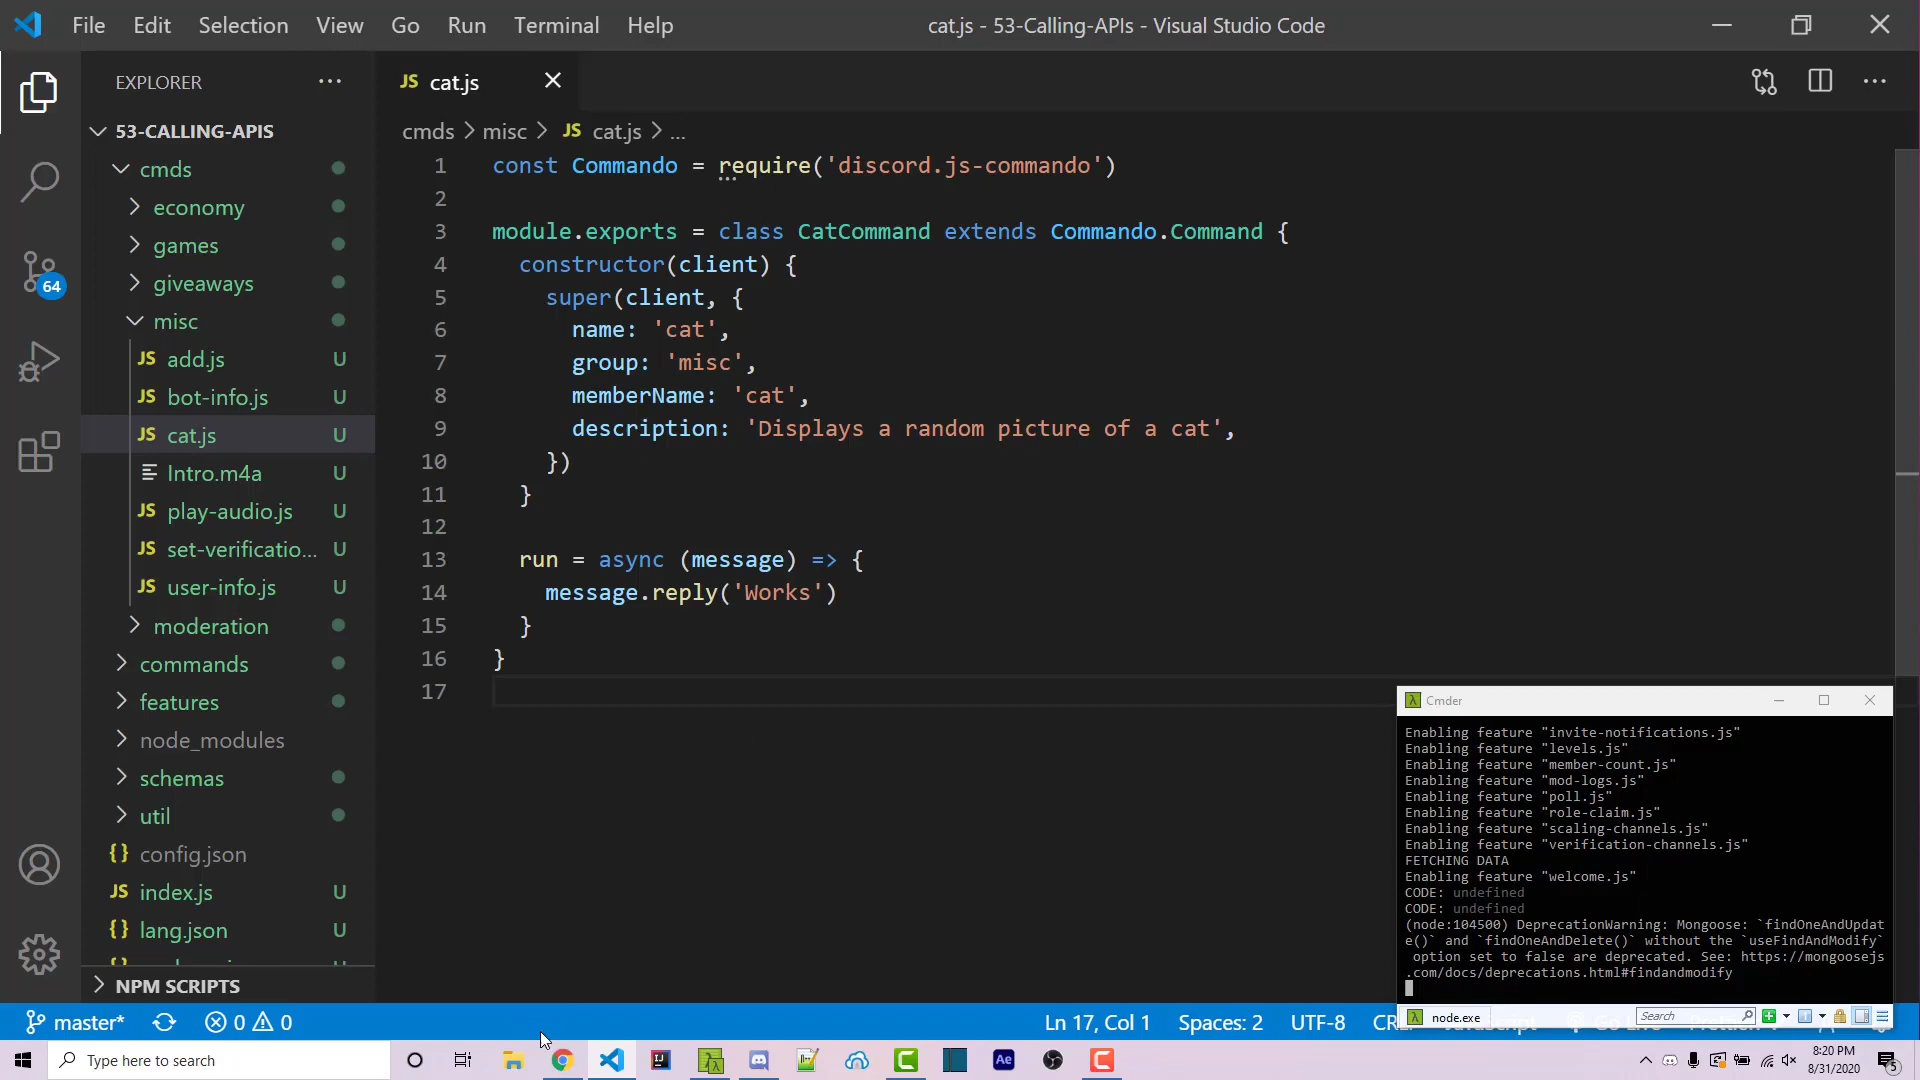 File Edit Selection View Go Run Terminal Help
cat.js - 53-Calling-APIs - Visual Studio Code
EXPLORER
53-CALLING-APIS
cmds
economy
games
giveaways
misc
JS add.js U
JS bot-info.js U
JS cat.js U
Intro.m4a U
JS play-audio.js U
JS set-verificatio... U
JS user-info.js U
moderation
commands
features
node_modules
schemas
util
{} config.json
JS index.js U
{} lang.json U
NPM SCRIPTS
64
JS cat.js
cmds > misc > JS cat.js > ...
1 const Commando = require('discord.js-commando')
2
3 module.exports = class CatCommand extends Commando.Command {
4 constructor(client) {
5 super(client, {
6 name: 'cat',
7 group: 'misc',
8 memberName: 'cat',
9 description: 'Displays a random picture of a cat',
10 })
11 }
12
13 run = async (message) => {
14 message.reply('Works')
15 }
16 }
17
Cmder
Enabling feature "invite-notifications.js"
Enabling feature "levels.js"
Enabling feature "member-count.js"
Enabling feature "mod-logs.js"
Enabling feature "poll.js"
Enabling feature "role-claim.js"
Enabling feature "scaling-channels.js"
Enabling feature "verification-channels.js"
FETCHING DATA
Enabling feature "welcome.js"
CODE: undefined
CODE: undefined
(node:104500) DeprecationWarning: Mongoose: `findOneAndUpdat
e()` and `findOneAndDelete()` without the `useFindAndModify`
option set to false are deprecated. See: https://mongoosejs
.com/docs/deprecations.html#findandmodify
node.exe
Search
master* 0 0
Ln 17, Col 1 Spaces: 2 UTF-8
Type here to search
8:20 PM
8/31/2020
5